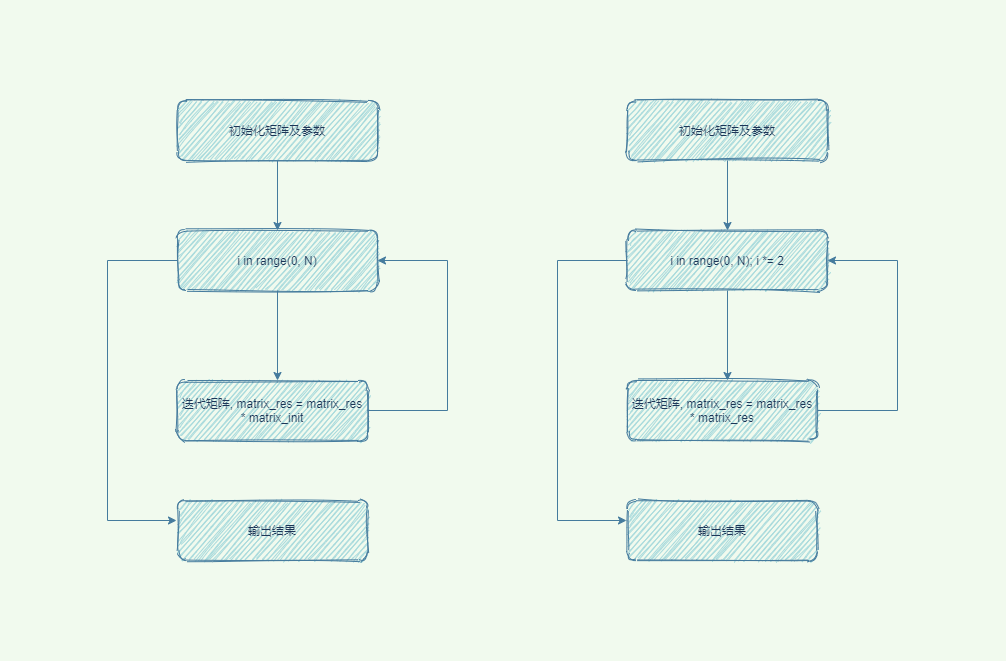 初始化矩阵及参数
i in range(0, N)
迭代矩阵, matrix_res = matrix_res
* matrix_init
输出结果
初始化矩阵及参数
i in range(0, N); i *= 2
迭代矩阵, matrix_res = matrix_res
* matrix_res
输出结果